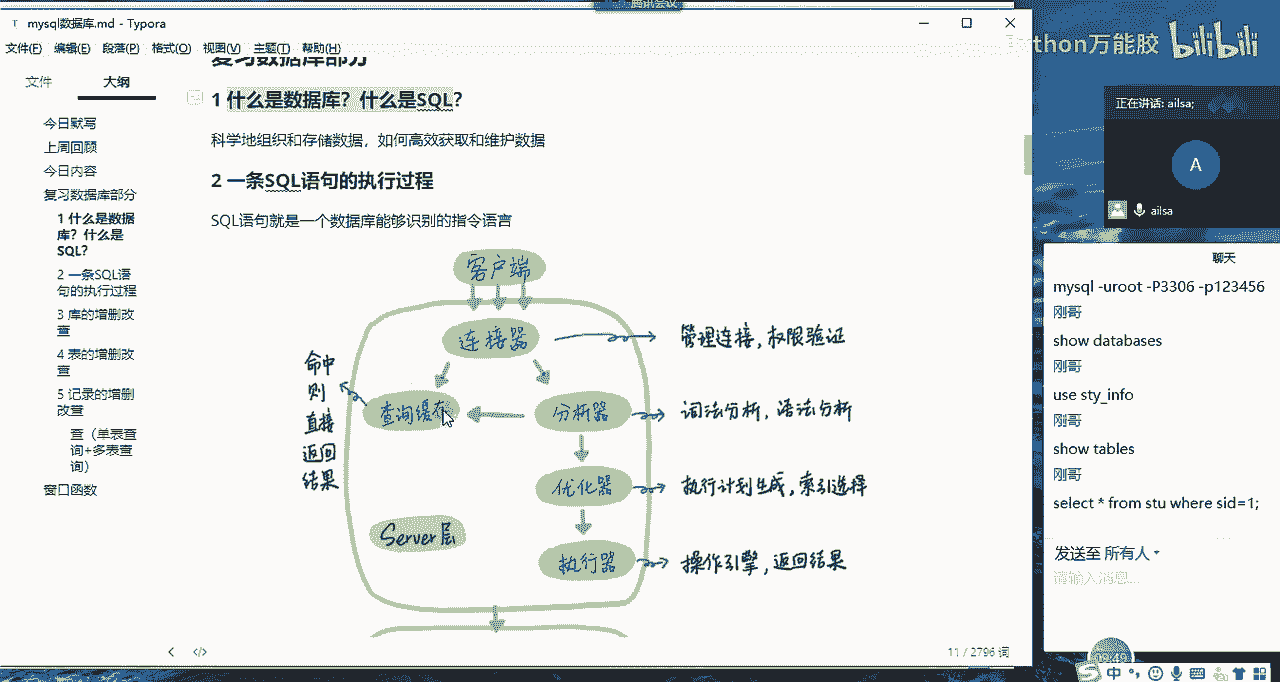 腾讯会议
mysql数据库.md - Typora
文件(F) 编辑(E) 段落(P) 格式(O) 视图(V) 主题(T) 帮助(H)
文件 大纲
今日默写
上周回顾
今日内容
复习数据库部分
1 什么是数据
库？什么是
SQL?
2 一条SQL语
句的执行过程
3 库的增删改
查
4 表的增删改
查
5 记录的增删
改查
查（单表查
询+多表查
询）
窗口函数
复习数据库部分
1 什么是数据库？什么是SQL？
科学地组织和存储数据，如何高效获取和维护数据
2 一条SQL语句的执行过程
SQL语句就是一个数据库能够识别的指令语言
客户端
连接器
管理连接，权限验证
命中
则
直接
返回
结果
查询缓存
分析器
词法分析，语法分析
优化器
执行计划生成，索引选择
Server层
执行器
操作引擎，返回结果
11 / 2796 词
thon万能胶 bilibili
正在讲话: ailsa;
A
ailsa
聊天
mysql -uroot -P3306 -p123456
刚哥
show databases
刚哥
use sty_info
刚哥
show tables
刚哥
select * from stu where sid=1;
发送至 所有人
请输入消息...
09:49
中